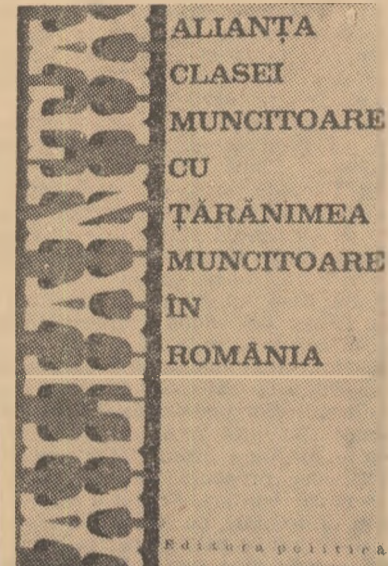 ALIANȚA
CLASEI
MUNCITOARE
CU
ȚĂRĂNIMEA
MUNCITOARE
ÎN
ROMÂNIA
Editura politică